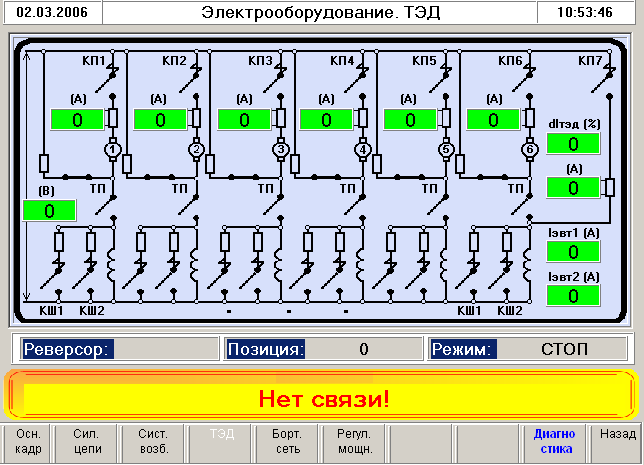 02.03.2006 Электрооборудование. ТЭД 10:53:46
КП1 КП2 КП3 КП4 КП5 КП6 КП7
(А) (А) (А) (А) (А) (А) dIтэд (%)
0 0 0 0 0 0 0
1 2 3 4 5 6
(А)
0
(В) ТП ТП ТП ТП ТП
0
Iэвт1 (А)
0
Iэвт2 (А)
0
КШ1 КШ2 - - - КШ1 КШ2
Реверсор: Позиция: 0 Режим: СТОП
Нет связи!
Осн. Сил. Сист. ТЭД Борт. Регул. Диагно Назад
кадр цепи возб. сеть мощн. стика